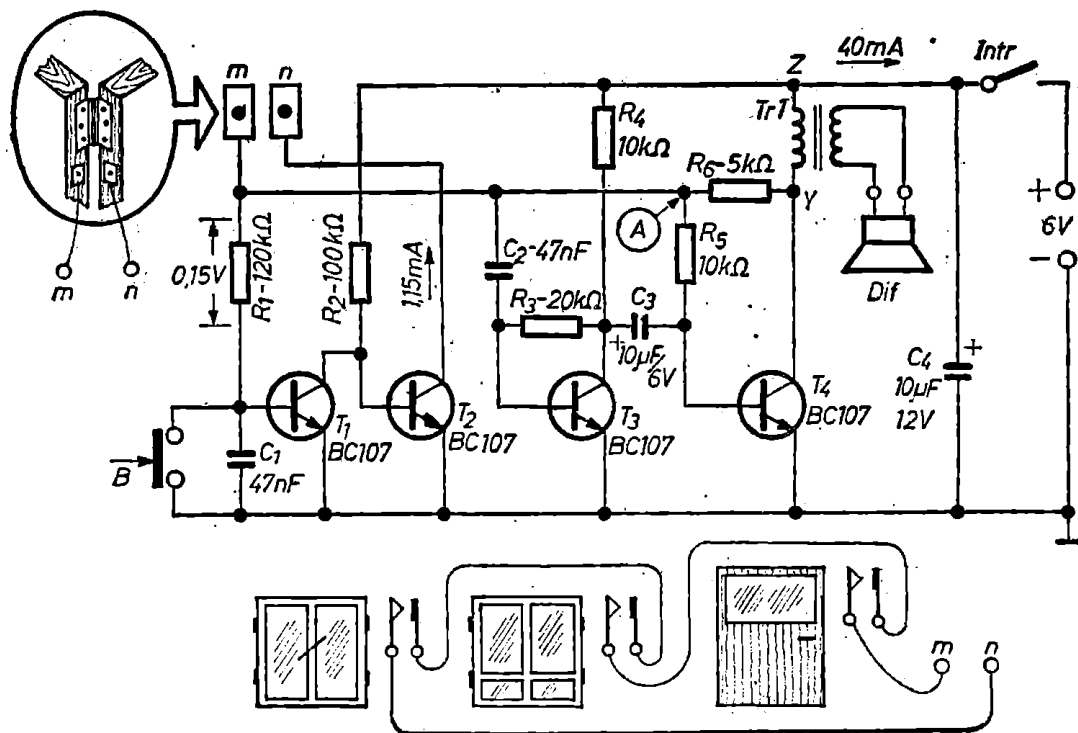 m n
Z
40mA
Intr
Tr1
R4
10kΩ
R6-5kΩ
Y
A
+
6V
-
C2-47nF
R5
10kΩ
0,15V
R1-120kΩ
R2-100kΩ
1,15mA
m n
R3-20kΩ
C3
+
10µF/
6V
Dif
C4 +
10µF
12V
T1
BC107
T2
BC107
T3
BC107
T4
BC107
B
C1
47nF
m n